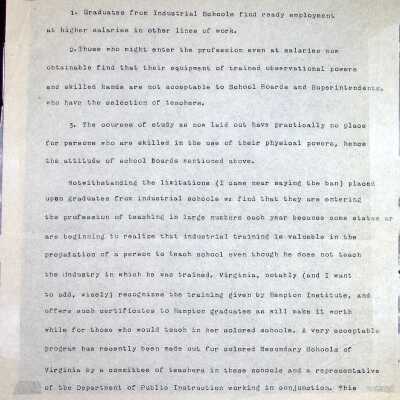 1. Graduates from Industrial Schools find ready employment
at higher salaries in other lines of work.
2.Those who might enter the profession even at salaries now
obtainable find that their equipment of trained observational powers
and skilled hands are not acceptable to School Boards and Superintendents,
who have the selection of teachers.
3. The courses of study as now laid out have practically no place
for persons who are skilled in the use of their physical powers, hence
the attitude of school Boards mentioned above.
Notwithstanding the limitations (I came near saying the ban) placed
upon graduates from industrial schools we find that they are entering
the profession of teaching in large numbers each year because some states ar
are beginning to realize that industrial training is valuable in the
preparation of a person to teach school even though he does not teach
the industry in which he was trained, Virginia, notably (and I want
to add, wisely) recognizes the training given by Hampton Institute, and
offers such certificates to Hampton graduates as will make it worth
while for those who would teach in her colored schools. A very acceptable
program has recently been made out for colored Secondary Schools of
Virginia by a committee of teachers in these schools and a representative
of the Department of Public Instruction working in conjunction. This